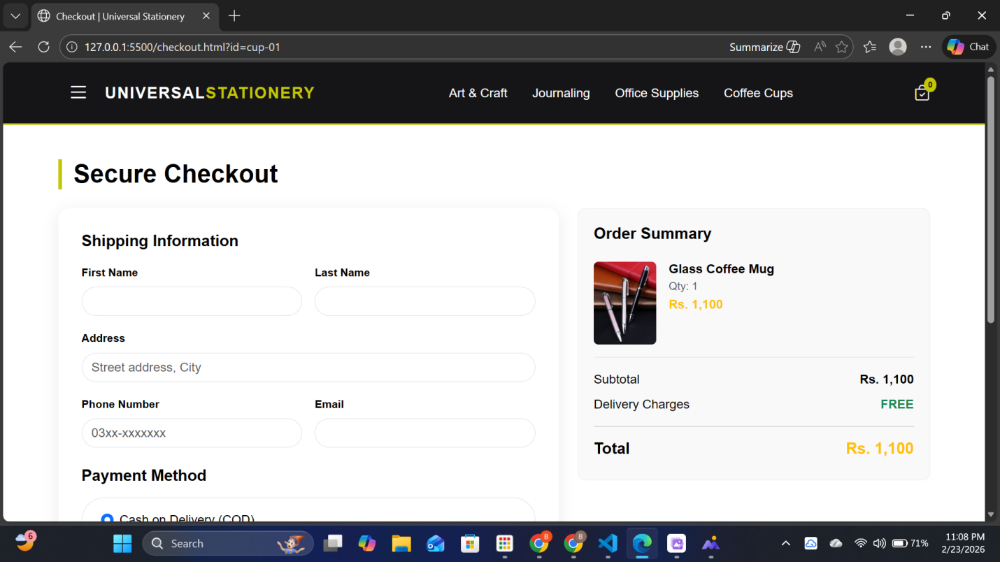 Checkout | Universal Stationery
127.0.0.1:5500/checkout.html?id=cup-01
Summarize
Chat
UNIVERSALSTATIONERY
Art & Craft
Journaling
Office Supplies
Coffee Cups
0
Secure Checkout
Shipping Information
First Name
Last Name
Address
Street address, City
Phone Number
Email
03xx-xxxxxxx
Payment Method
Cash on Delivery (COD)
Order Summary
Glass Coffee Mug
Qty: 1
Rs. 1,100
Subtotal
Rs. 1,100
Delivery Charges
FREE
Total
Rs. 1,100
6
Search
B
B
71%
11:08 PM
2/23/2026